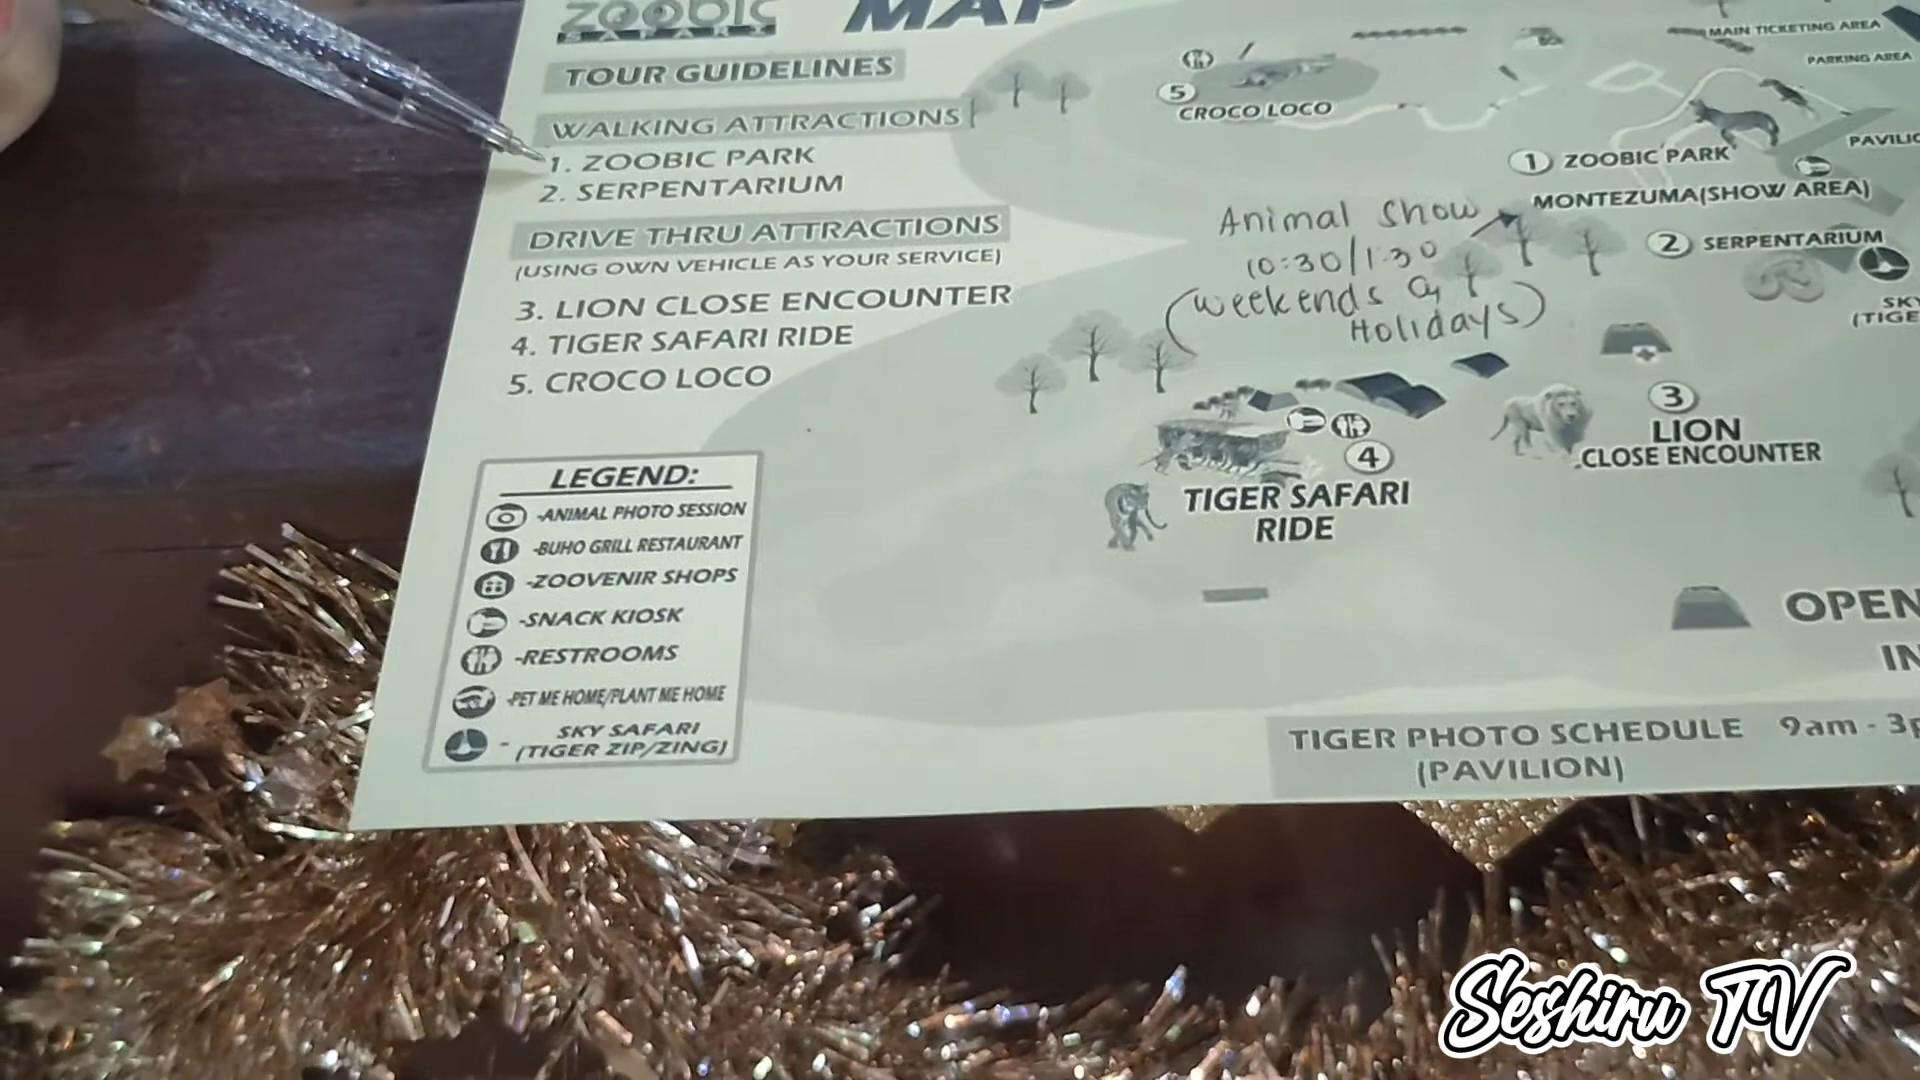 ZOOBIC
SAFARI
MAP
TOUR GUIDELINES
WALKING ATTRACTIONS
1. ZOOBIC PARK
2. SERPENTARIUM
DRIVE THRU ATTRACTIONS
(USING OWN VEHICLE AS YOUR SERVICE)
3. LION CLOSE ENCOUNTER
4. TIGER SAFARI RIDE
5. CROCO LOCO
LEGEND:
-ANIMAL PHOTO SESSION
-BUHO GRILL RESTAURANT
-ZOOVENIR SHOPS
-SNACK KIOSK
-RESTROOMS
-PET ME HOME/PLANT ME HOME
- SKY SAFARI
(TIGER ZIP/ZING)
MAIN TICKETING AREA
PARKING AREA
5
CROCO LOCO
1 ZOOBIC PARK
MONTEZUMA(SHOW AREA)
2 SERPENTARIUM
Animal Show
10:30/1:30
(weekends
Holidays)
3
LION
CLOSE ENCOUNTER
4
TIGER SAFARI
RIDE
OPEN
TIGER PHOTO SCHEDULE 9am - 3
(PAVILION)
Seshiru TV